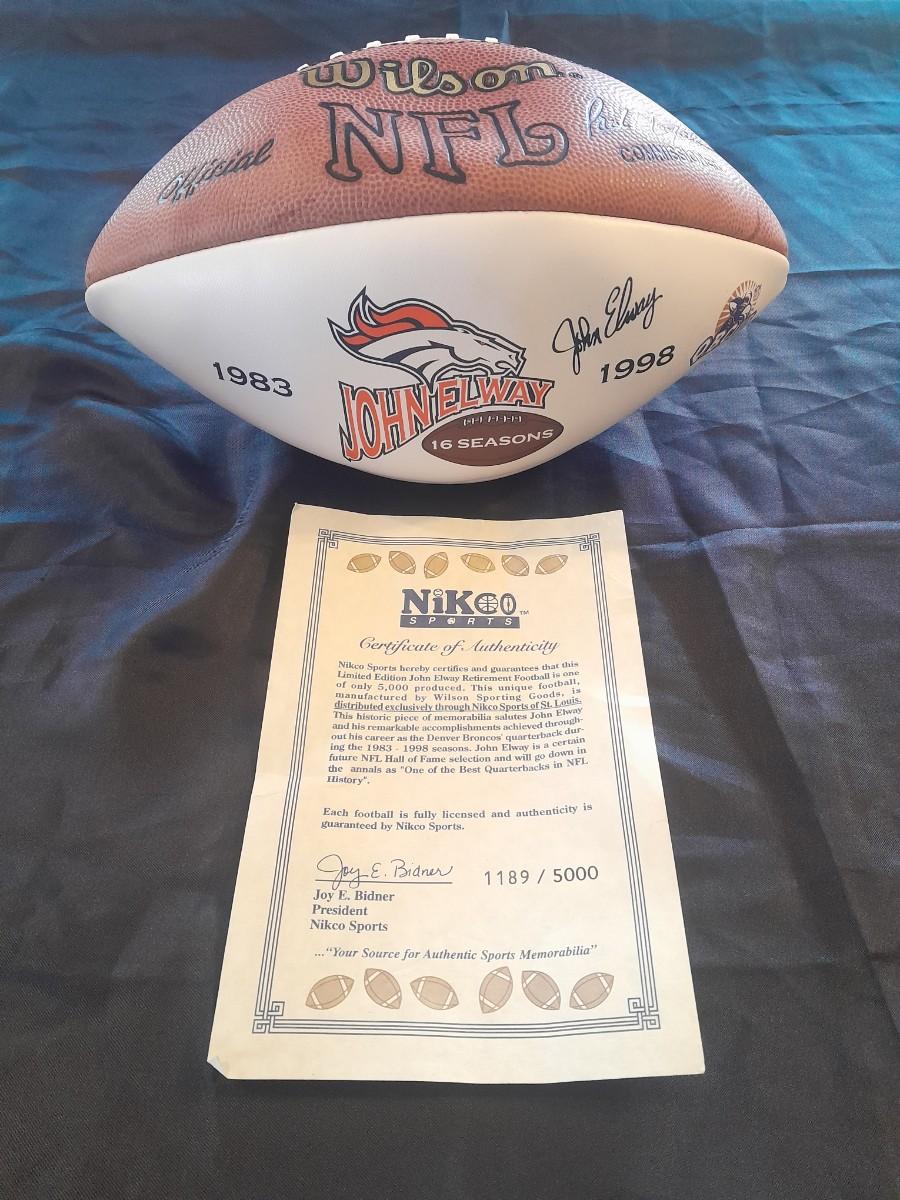 Wilson
NFL
Official
1983
JOHN ELWAY
16 SEASONS
John Elway
1998
NiKCO™
SPORTS
Certificate of Authenticity
Nikco Sports hereby certifies and guarantees that this
Limited Edition John Elway Retirement Football is one
of only 5,000 produced. This unique football,
manufactured by Wilson Sporting Goods, is
distributed exclusively through Nikco Sports of St. Louis.
This historic piece of memorabilia salutes John Elway
and his remarkable accomplishments achieved through-
out his career as the Denver Broncos' quarterback dur-
ing the 1983 - 1998 seasons. John Elway is a certain
future NFL Hall of Fame selection and will go down in
the annals as "One of the Best Quarterbacks in NFL
History".
Each football is fully licensed and authenticity is
guaranteed by Nikco Sports.
Joy E. Bidner
1189 / 5000
Joy E. Bidner
President
Nikco Sports
..."Your Source for Authentic Sports Memorabilia"